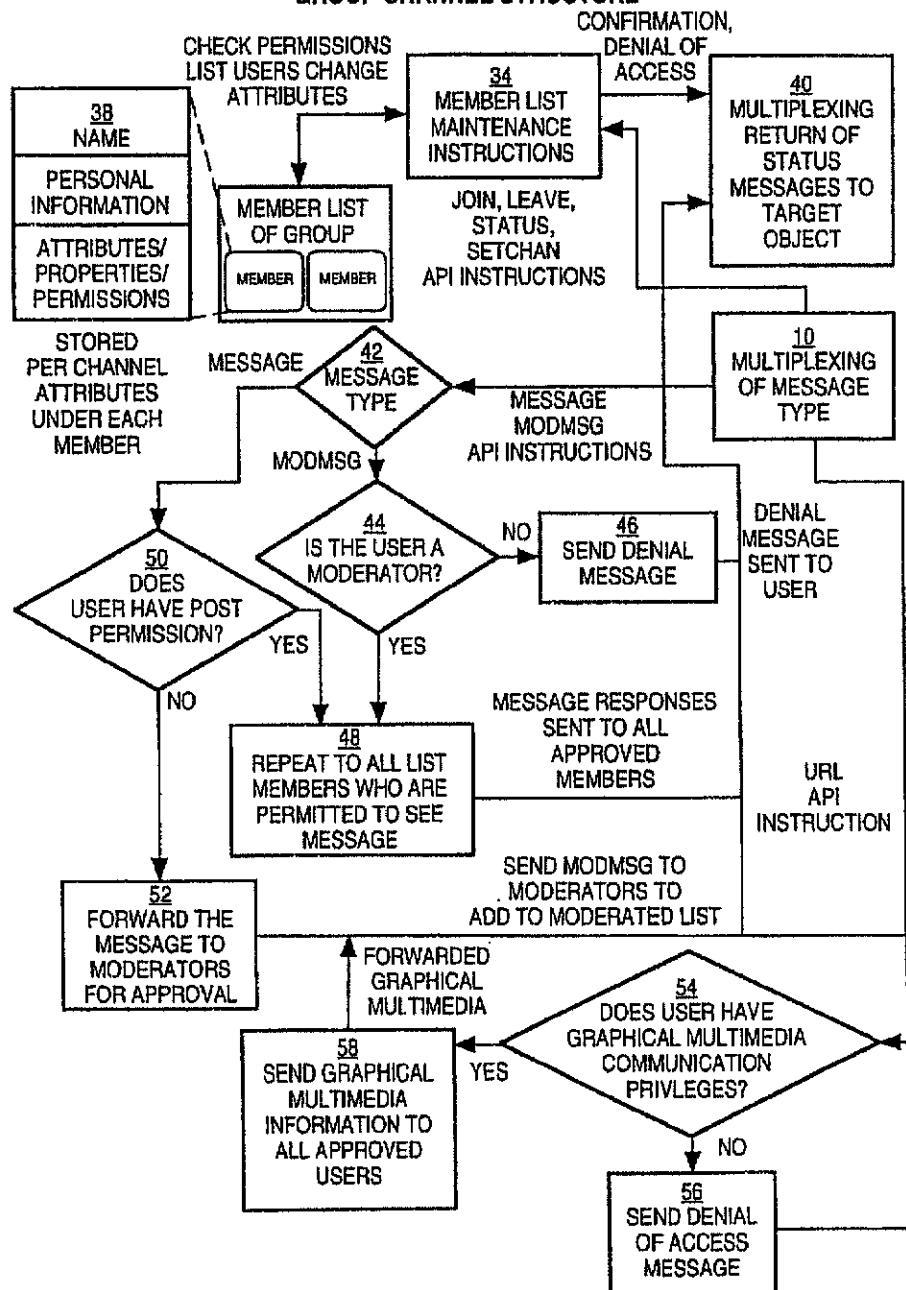 GROUP CHANNEL STRUCTURE
CHECK PERMISSIONS
LIST USERS CHANGE
ATTRIBUTES
CONFIRMATION,
DENIAL OF
ACCESS
38
NAME
PERSONAL
INFORMATION
ATTRIBUTES/
PROPERTIES/
PERMISSIONS
STORED
PER CHANNEL
ATTRIBUTES
UNDER EACH
MEMBER
MEMBER LIST
OF GROUP
MEMBER
MEMBER
34
MEMBER LIST
MAINTENANCE
INSTRUCTIONS
JOIN, LEAVE,
STATUS,
SETCHAN
API INSTRUCTIONS
40
MULTIPLEXING
RETURN OF
STATUS
MESSAGES TO
TARGET
OBJECT
10
MULTIPLEXING
OF MESSAGE
TYPE
MESSAGE
42
MESSAGE
TYPE
MESSAGE
MODMSG
API INSTRUCTIONS
MODMSG
44
IS THE USER A
MODERATOR?
NO
46
SEND DENIAL
MESSAGE
DENIAL
MESSAGE
SENT TO
USER
50
DOES
USER HAVE POST
PERMISSION?
YES
YES
NO
48
REPEAT TO ALL LIST
MEMBERS WHO ARE
PERMITTED TO SEE
MESSAGE
MESSAGE RESPONSES
SENT TO ALL
APPROVED
MEMBERS
URL
API
INSTRUCTION
52
FORWARD THE
MESSAGE TO
MODERATORS
FOR APPROVAL
SEND MODMSG TO
MODERATORS TO
ADD TO MODERATED LIST
FORWARDED
GRAPHICAL
MULTIMEDIA
54
DOES USER HAVE
GRAPHICAL MULTIMEDIA
COMMUNICATION
PRIVLEGES?
YES
58
SEND GRAPHICAL
MULTIMEDIA
INFORMATION TO
ALL APPROVED
USERS
NO
56
SEND DENIAL
OF ACCESS
MESSAGE